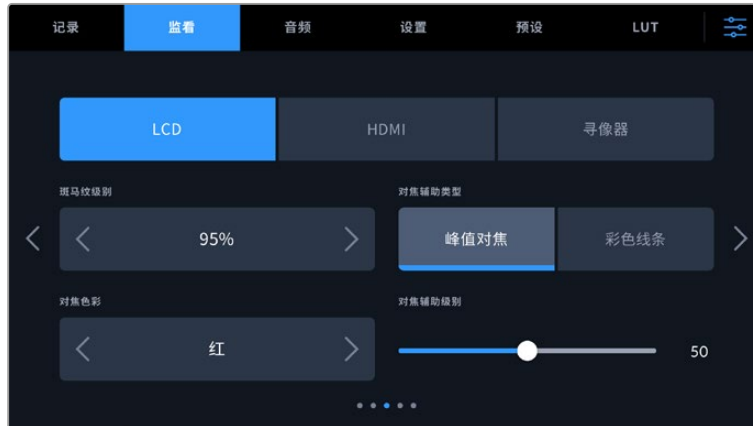 记录 监看 音频 设置 预设 LUT
LCD HDMI 寻像器
斑马纹级别 对焦辅助类型
95% 峰值对焦 彩色线条
对焦色彩 对焦辅助级别
红 50